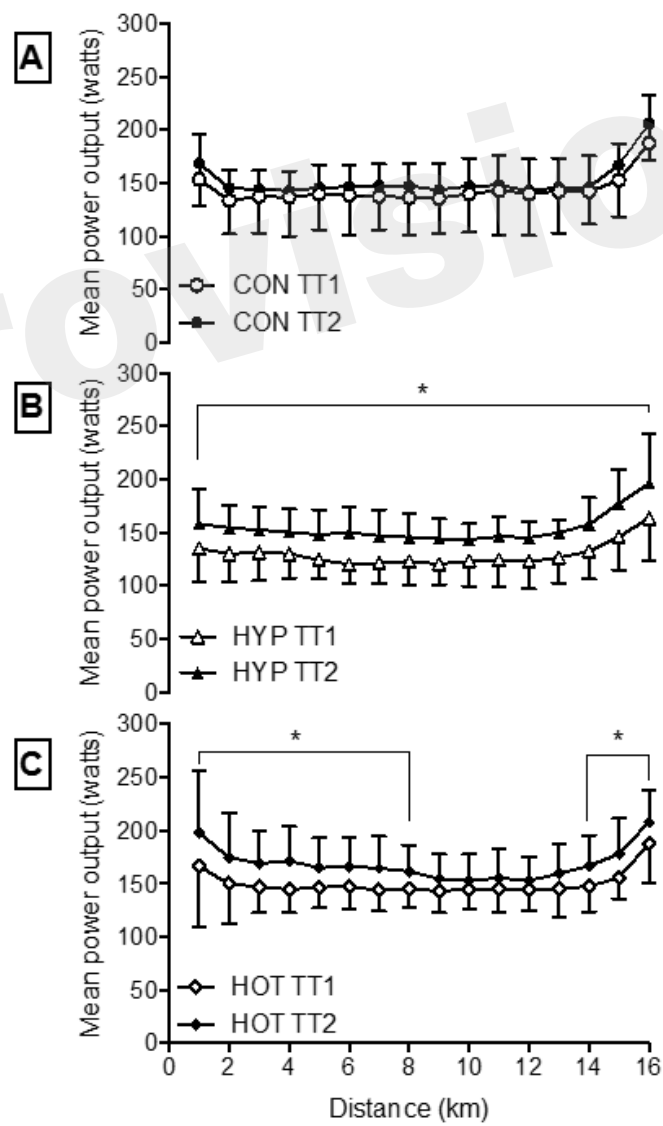 A
Mean power output (watts)
300
250
200
150
100
50
0
CON TT1
CON TT2
rovisio
B
Mean power output (watts)
300
250
200
150
100
50
0
*
HYP TT1
HYP TT2
C
Mean power output (watts)
300
250
200
150
100
50
0
* *
HOT TT1
HOT TT2
0 2 4 6 8 10 12 14 16
Distance (km)